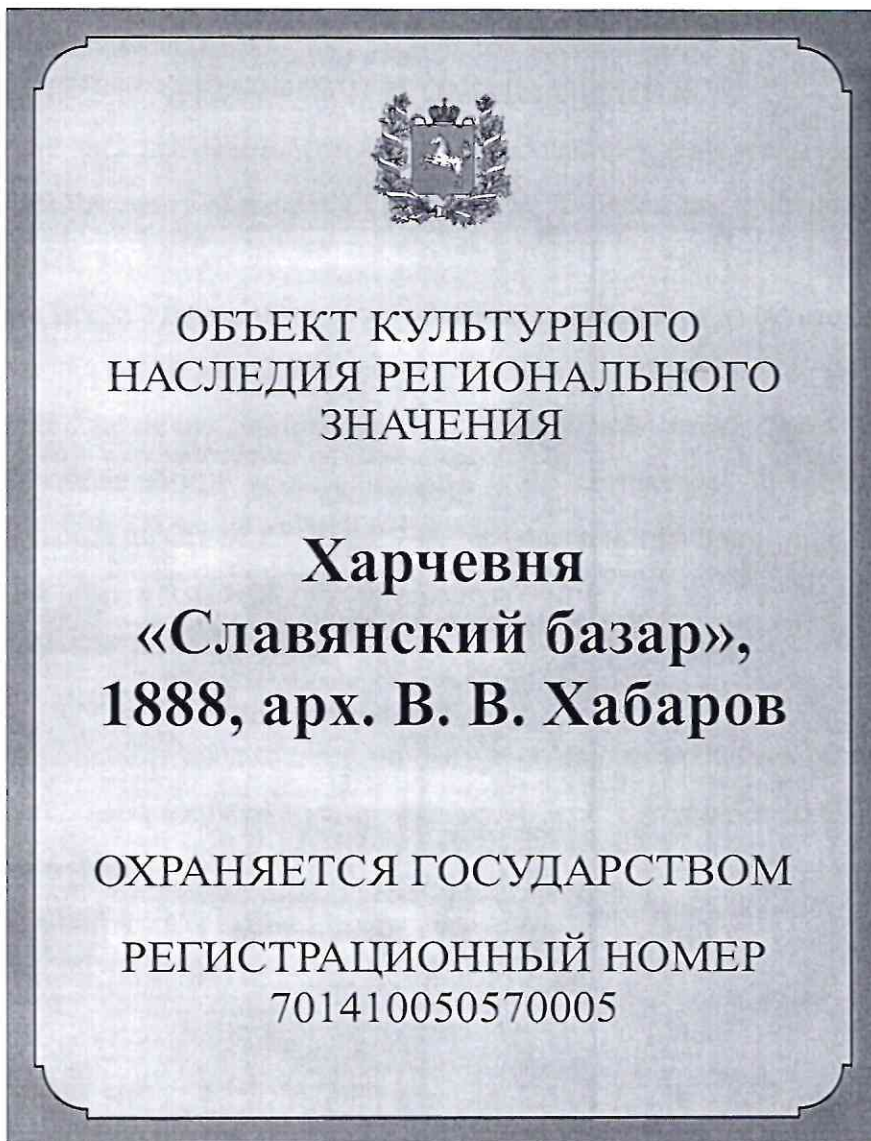 ОБЪЕКТ КУЛЬТУРНОГО
НАСЛЕДИЯ РЕГИОНАЛЬНОГО
ЗНАЧЕНИЯ
Харчевня
«Славянский базар»,
1888, арх. В. В. Хабаров
ОХРАНЯЕТСЯ ГОСУДАРСТВОМ
РЕГИСТРАЦИОННЫЙ НОМЕР
701410050570005